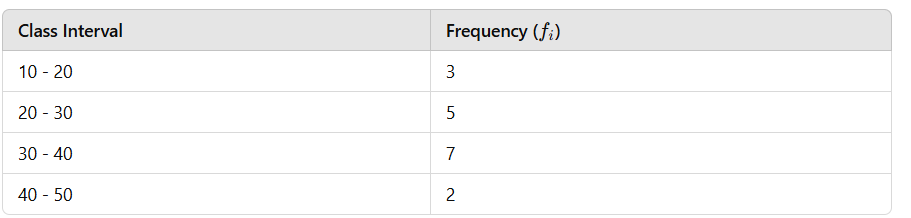 Class Interval Frequency (fᵢ)
10 - 20 3
20 - 30 5
30 - 40 7
40 - 50 2